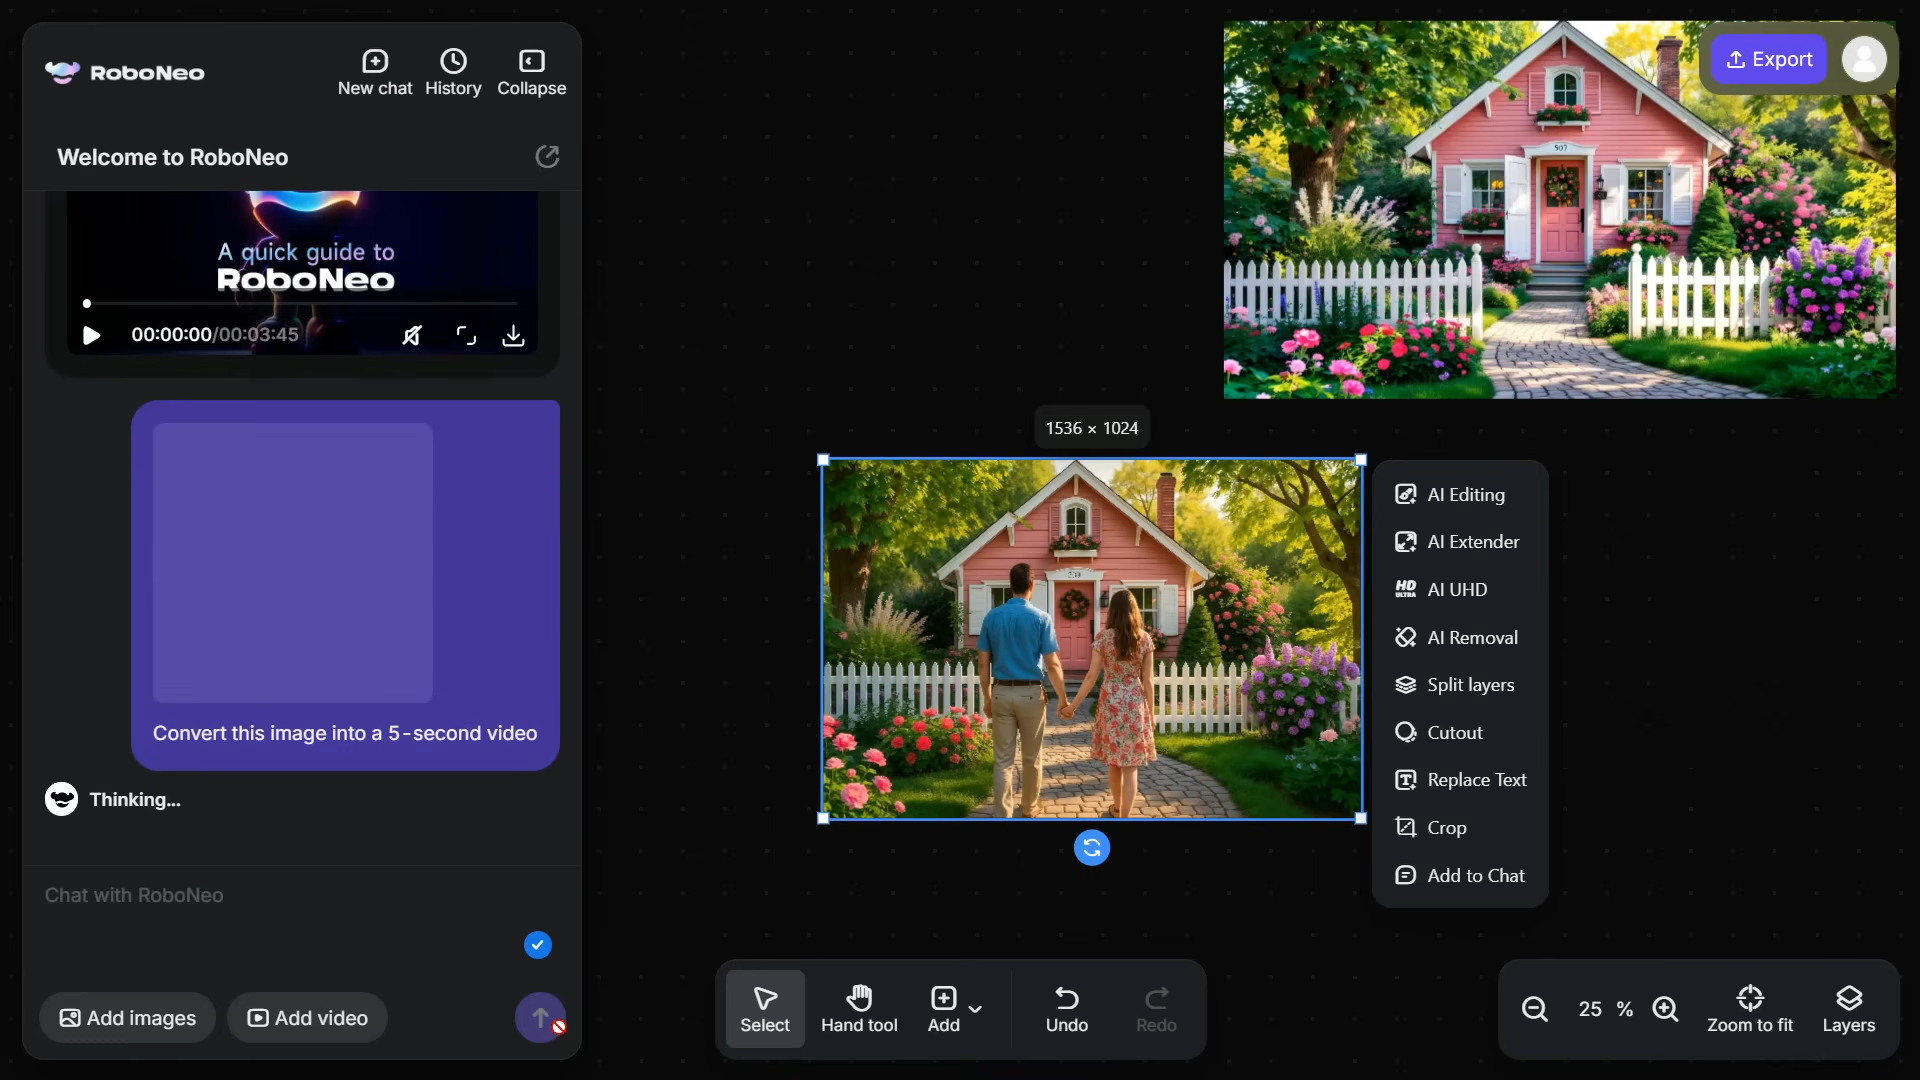 RoboNeo
New chat
History
Collapse
Welcome to RoboNeo
A quick guide to
RoboNeo
00:00:00/00:03:45
Convert this image into a 5-second video
Thinking...
Chat with RoboNeo
Add images
Add video
Export
507
1536 × 1024
AI Editing
AI Extender
HD
ULTRA
AI UHD
AI Removal
Split layers
Cutout
Replace Text
Crop
Add to Chat
Select
Hand tool
Add
Undo
Redo
25 %
Zoom to fit
Layers